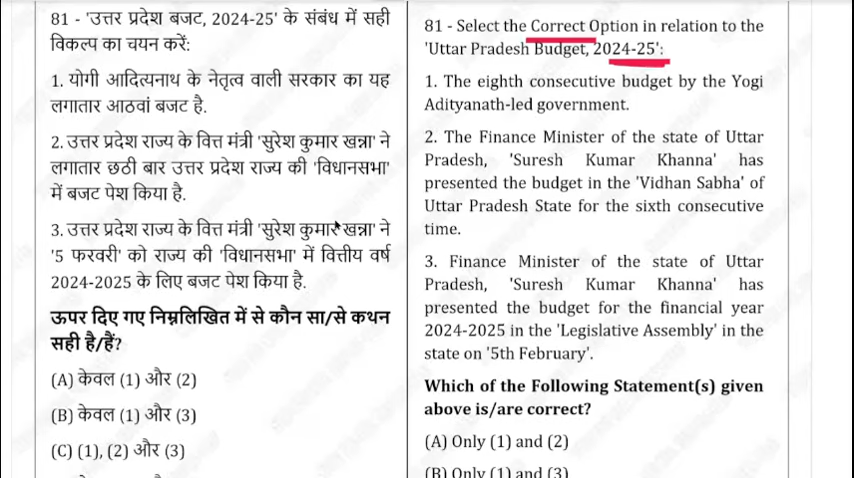 81 - 'उत्तर प्रदेश बजट, 2024-25' के संबंध में सही
विकल्प का चयन करें:
1. योगी आदित्यनाथ के नेतृत्व वाली सरकार का यह
लगातार आठवां बजट है.
2. उत्तर प्रदेश राज्य के वित्त मंत्री 'सुरेश कुमार खन्ना' ने
लगातार छठी बार उत्तर प्रदेश राज्य की 'विधानसभा'
में बजट पेश किया है.
3. उत्तर प्रदेश राज्य के वित्त मंत्री 'सुरेश कुमार खन्ना' ने
'5 फरवरी' को राज्य की 'विधानसभा' में वित्तीय वर्ष
2024-2025 के लिए बजट पेश किया है.
ऊपर दिए गए निम्नलिखित में से कौन सा/से कथन
सही है/हैं?
(A) केवल (1) और (2)
(B) केवल (1) और (3)
(C) (1), (2) और (3)
81 - Select the Correct Option in relation to the
'Uttar Pradesh Budget, 2024-25':
1. The eighth consecutive budget by the Yogi
Adityanath-led government.
2. The Finance Minister of the state of Uttar
Pradesh, 'Suresh Kumar Khanna' has
presented the budget in the 'Vidhan Sabha' of
Uttar Pradesh State for the sixth consecutive
time.
3. Finance Minister of the state of Uttar
Pradesh, 'Suresh Kumar Khanna' has
presented the budget for the financial year
2024-2025 in the 'Legislative Assembly' in the
state on '5th February'.
Which of the Following Statement(s) given
above is/are correct?
(A) Only (1) and (2)
(B) Only (1) and (3)